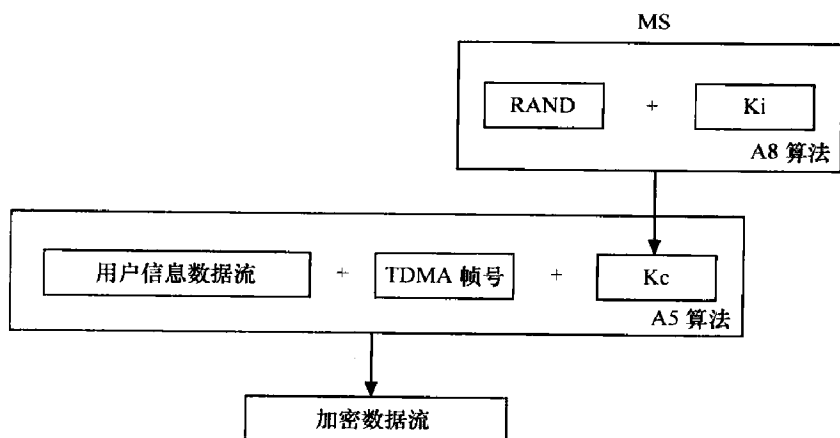 MS
RAND + Ki
A8 算法
用户信息数据流 + TDMA 帧号 + Kc
A5 算法
加密数据流